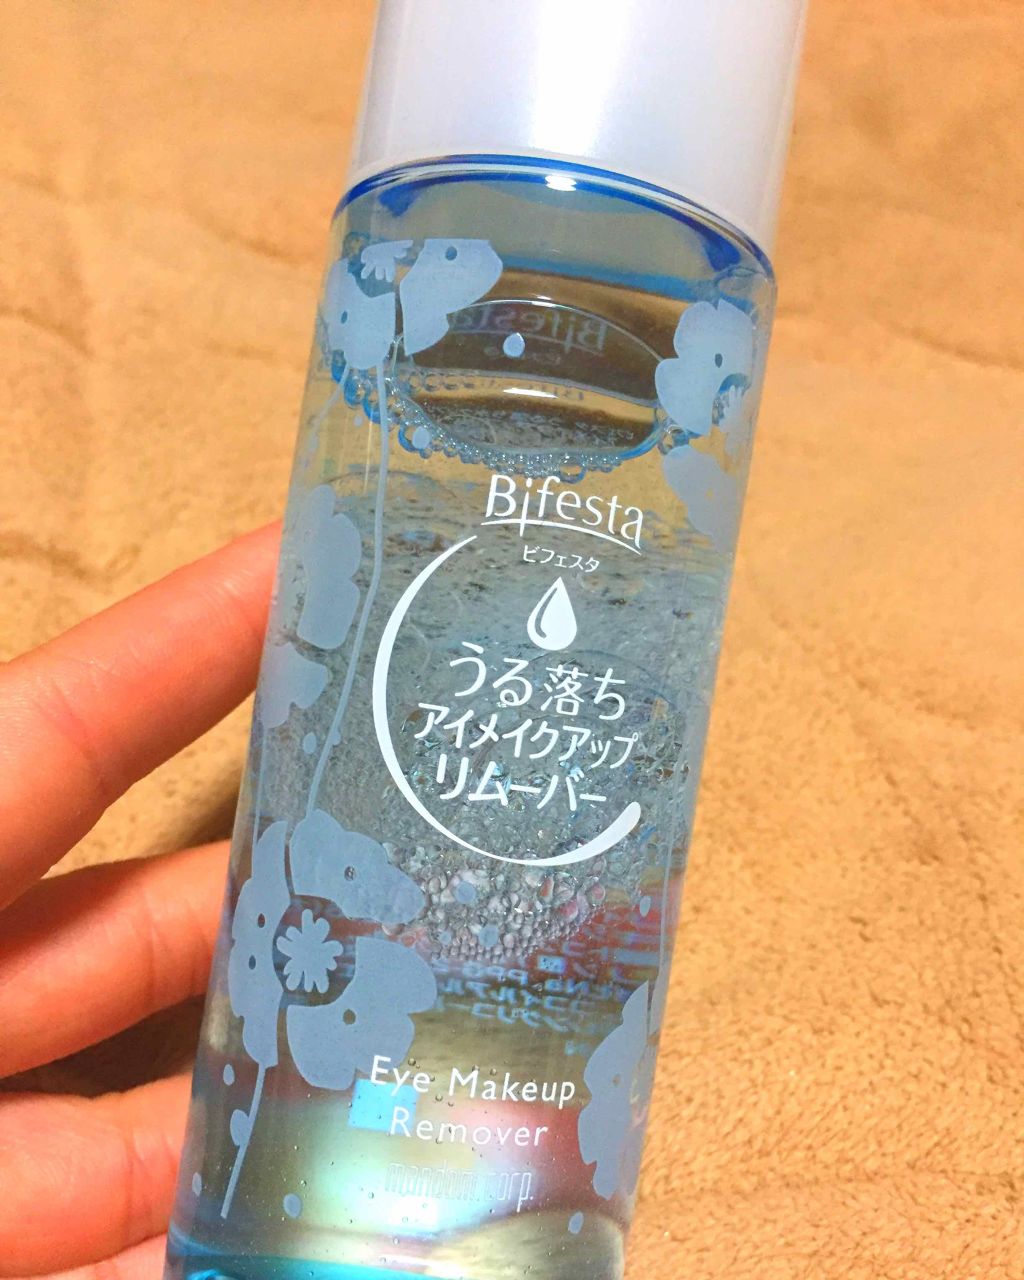 Bifesta
ビフェスタ
うる落ち
アイメイクアップ
リムーバー
Eye Makeup
Remover
mandom corp.